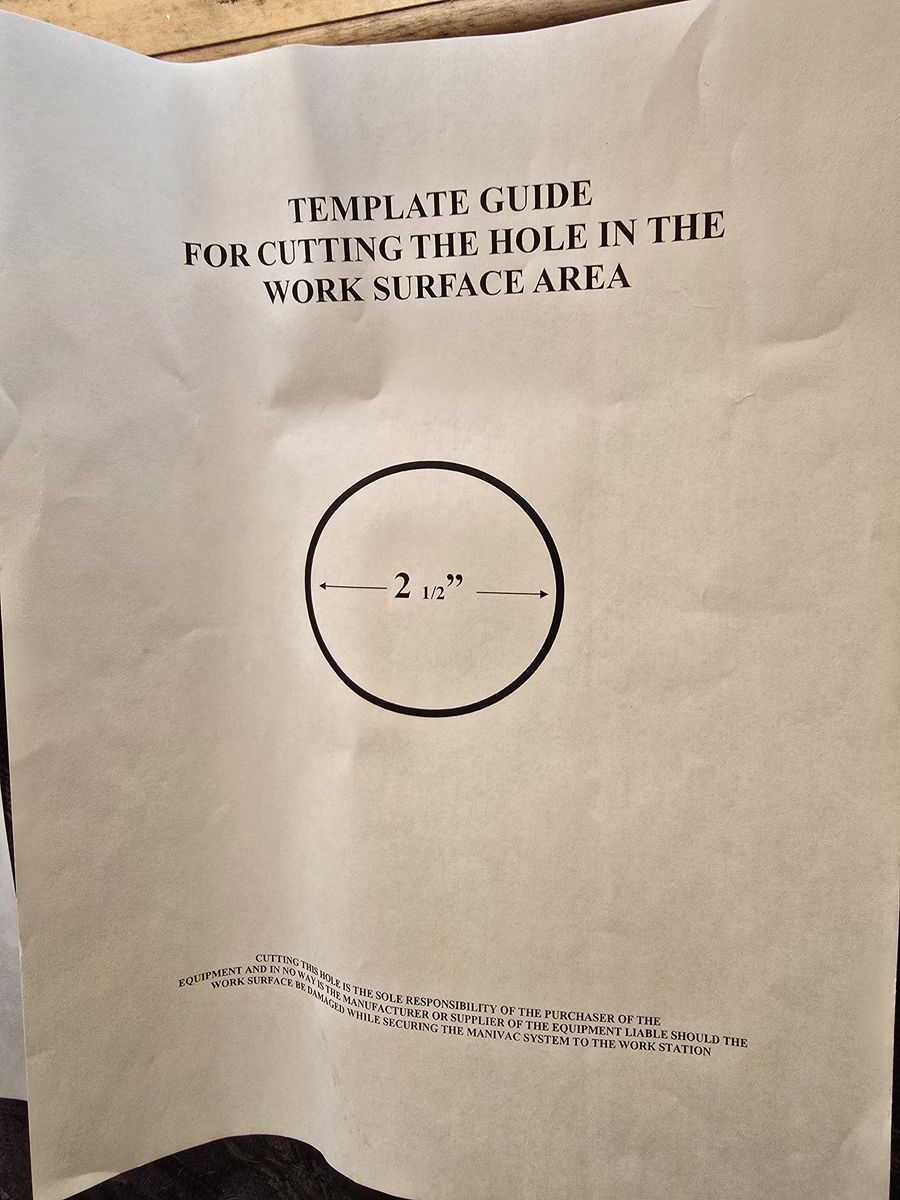 TEMPLATE GUIDE
FOR CUTTING THE HOLE IN THE
WORK SURFACE AREA
2 1/2”
CUTTING THIS HOLE IS THE SOLE RESPONSIBILITY OF THE PURCHASER OF THE
EQUIPMENT AND IN NO WAY IS THE MANUFACTURER OR SUPPLIER OF THE EQUIPMENT LIABLE SHOULD THE
WORK SURFACE BE DAMAGED WHILE SECURING THE MANIVAC SYSTEM TO THE WORK STATION